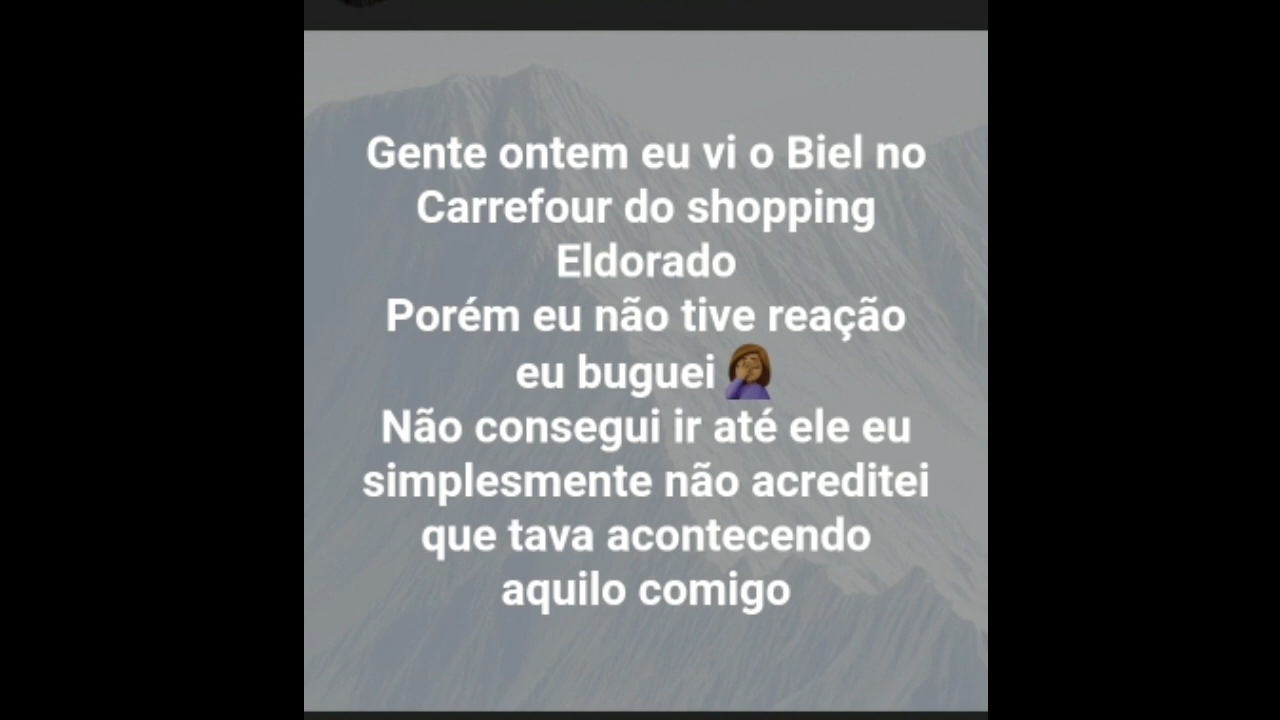 Gente ontem eu vi o Biel no
Carrefour do shopping
Eldorado
Porém eu não tive reação
eu buguei🤦🏾‍♀️
Não consegui ir até ele eu
simplesmente não acreditei
que tava acontecendo
aquilo comigo